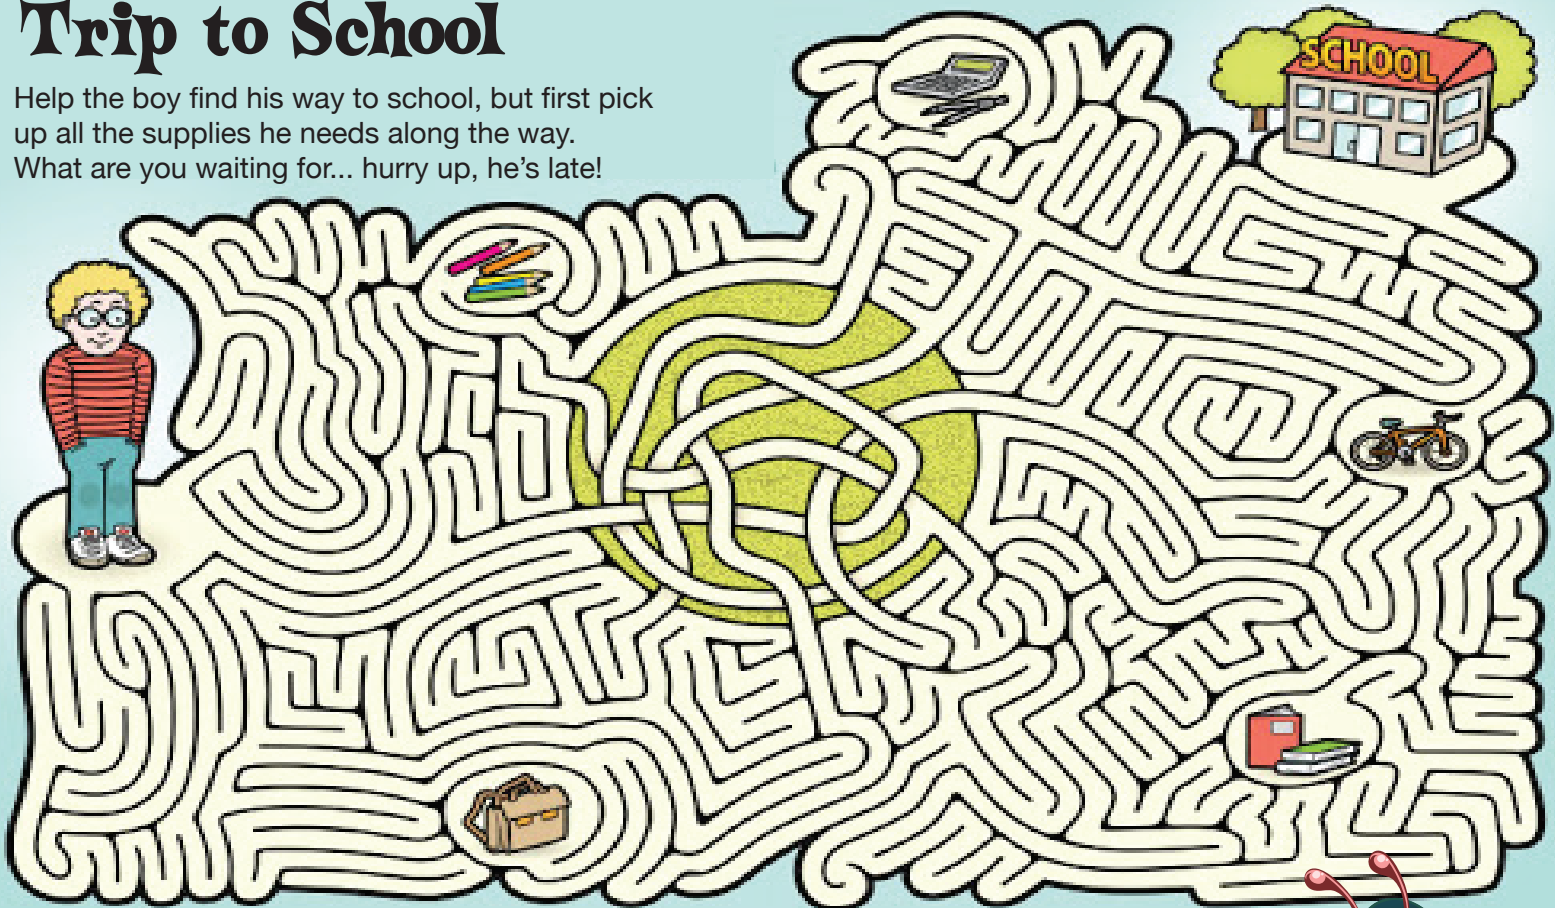 Trip to School
Help the boy find his way to school, but first pick
up all the supplies he needs along the way.
What are you waiting for... hurry up, he’s late!
SCHOOL